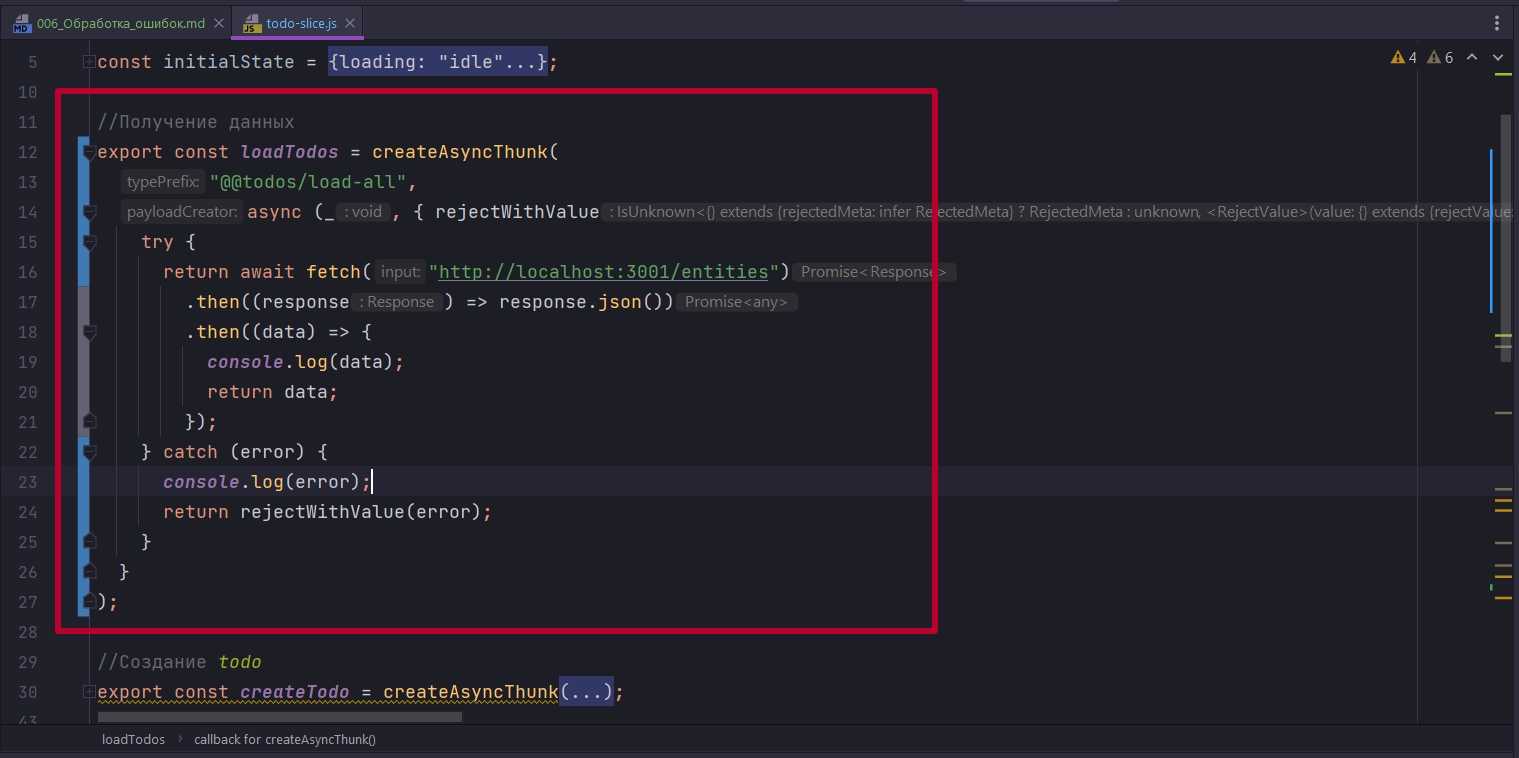 006_Обработка_ошибок.md todo-slice.js
5 const initialState = {loading: "idle"...}; 4 6
10
11 //Получение данных
12 export const loadTodos = createAsyncThunk(
13 typePrefix: "@@todos/load-all",
14 payloadCreator: async (_ : void , { rejectWithValue : IsUnknown<{} extends {rejectedMeta: infer RejectedMeta} ? RejectedMeta : unknown, <RejectValue>(value: {} extends {rejectValue:
15 try {
16 return await fetch( input: "http://localhost:3001/entities") Promise<Response>
17 .then((response : Response ) => response.json()) Promise<any>
18 .then((data) => {
19 console.log(data);
20 return data;
21 });
22 } catch (error) {
23 console.log(error);
24 return rejectWithValue(error);
25 }
26 }
27 );
28
29 //Создание todo
30 export const createTodo = createAsyncThunk(...);
43
loadTodos › callback for createAsyncThunk()